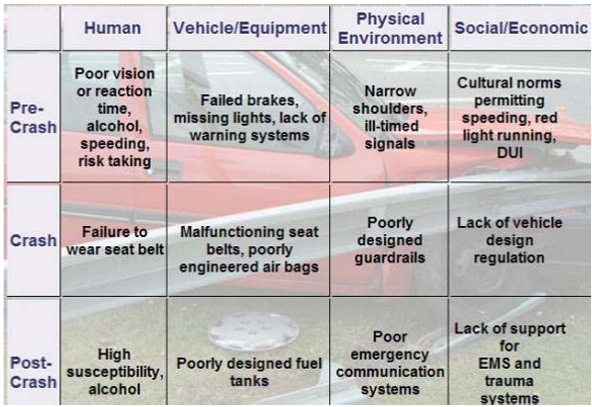 Human Vehicle/Equipment Physical Environment Social/Economic
Pre-Crash
Poor vision
or reaction
time,
alcohol,
speeding,
risk taking
Failed brakes,
missing lights, lack of
warning systems
Narrow
shoulders,
ill-timed
signals
Cultural norms
permitting
speeding, red
light running,
DUI
Crash
Failure to
wear seat belt
Malfunctioning seat
belts, poorly
engineered air bags
Poorly
designed
guardrails
Lack of vehicle
design
regulation
Post-Crash
High
susceptibility,
alcohol
Poorly designed fuel
tanks
Poor
emergency
communication
systems
Lack of support
for
EMS and
trauma
systems